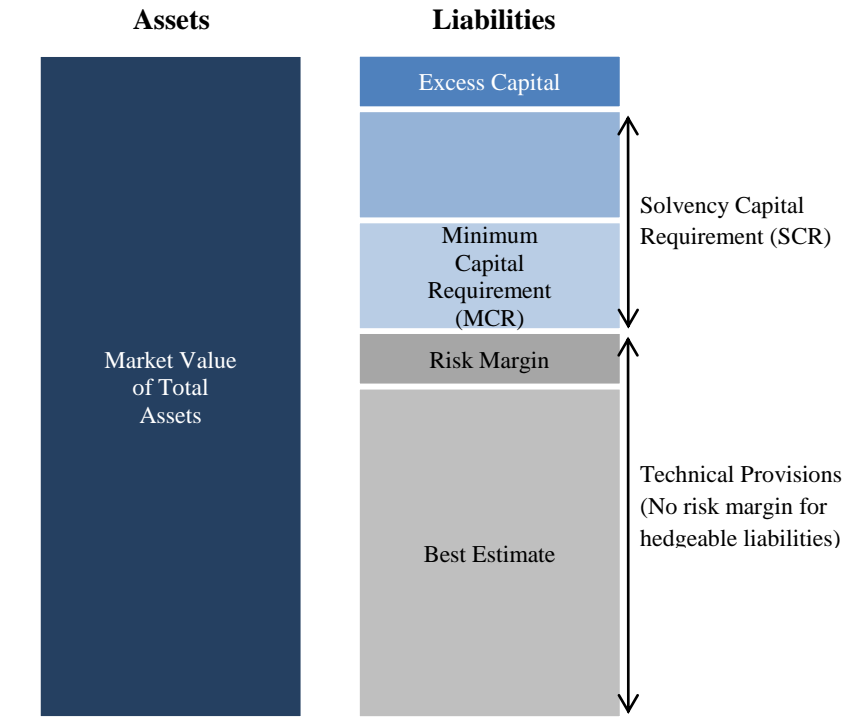 Assets
Liabilities
Excess Capital
Solvency Capital
Requirement (SCR)
Minimum
Capital
Requirement
(MCR)
Market Value
of Total
Assets
Risk Margin
Technical Provisions
(No risk margin for
hedgeable liabilities)
Best Estimate